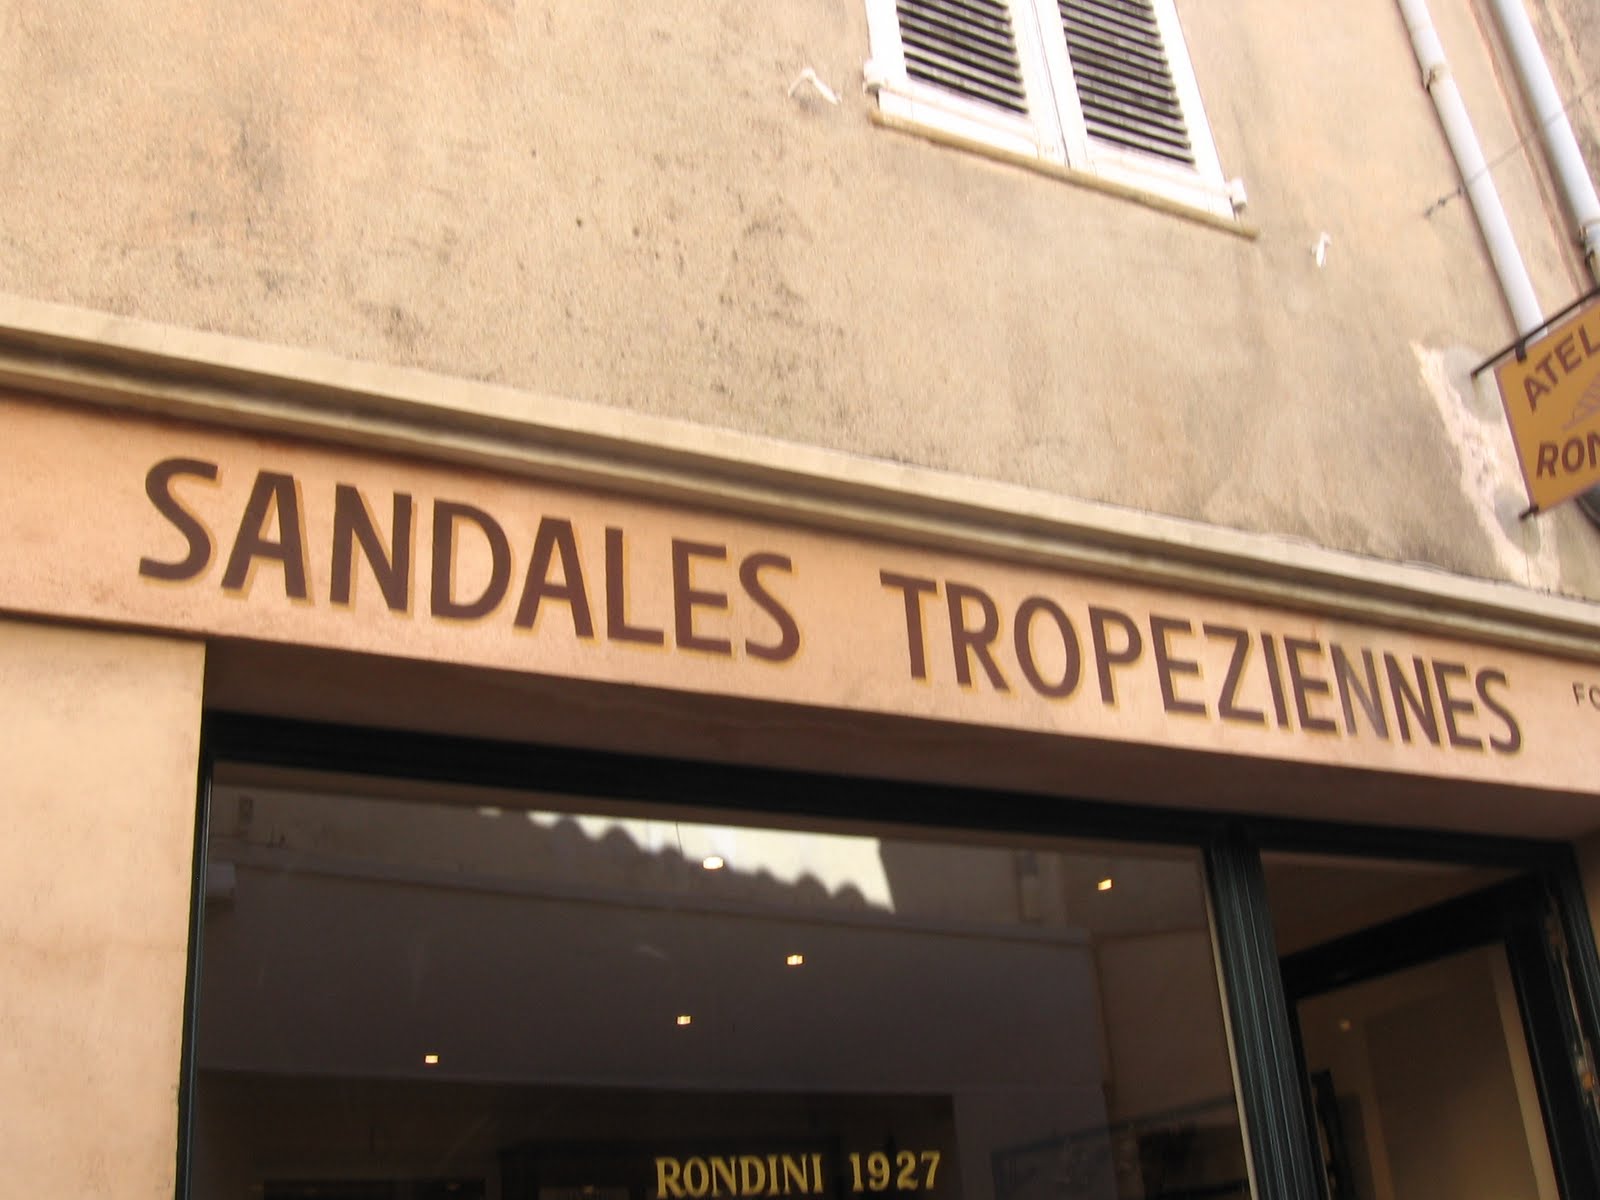 SANDALES TROPEZIENNES
RONDINI 1927